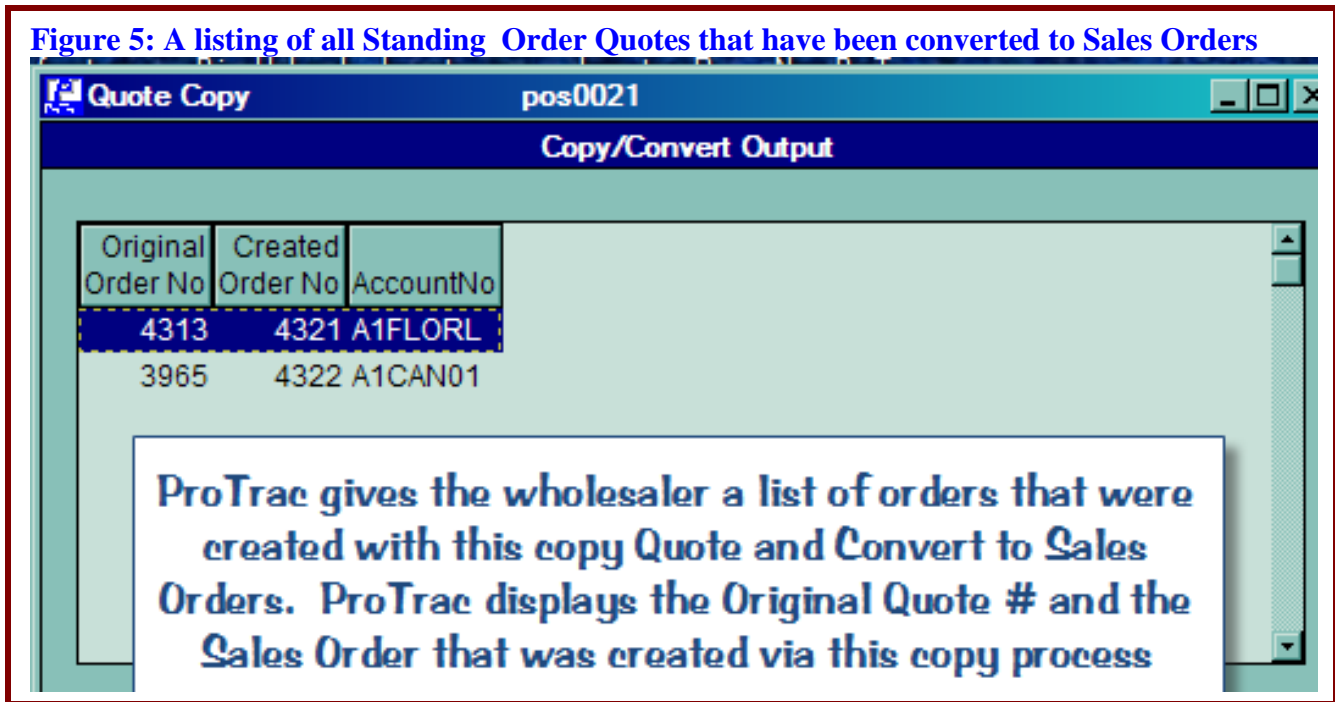 Figure 5: A listing of all Standing Order Quotes that have been converted to Sales Orders
Quote Copy pos0021
Copy/Convert Output
Original Created
Order No Order No AccountNo
4313 4321 A1FLORL
3965 4322 A1CAN01
ProTrac gives the wholesaler a list of orders that were
created with this copy Quote and Convert to Sales
Orders. ProTrac displays the Original Quote # and the
Sales Order that was created via this copy process